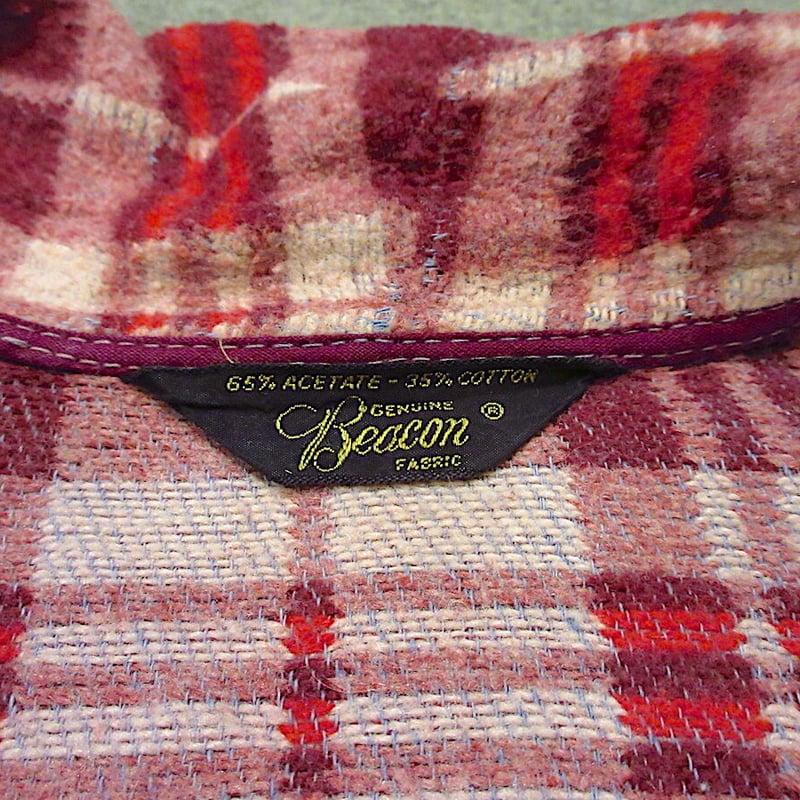 65% ACETATE - 35% COTTON
GENUINE
Beacon ®
FABRIC